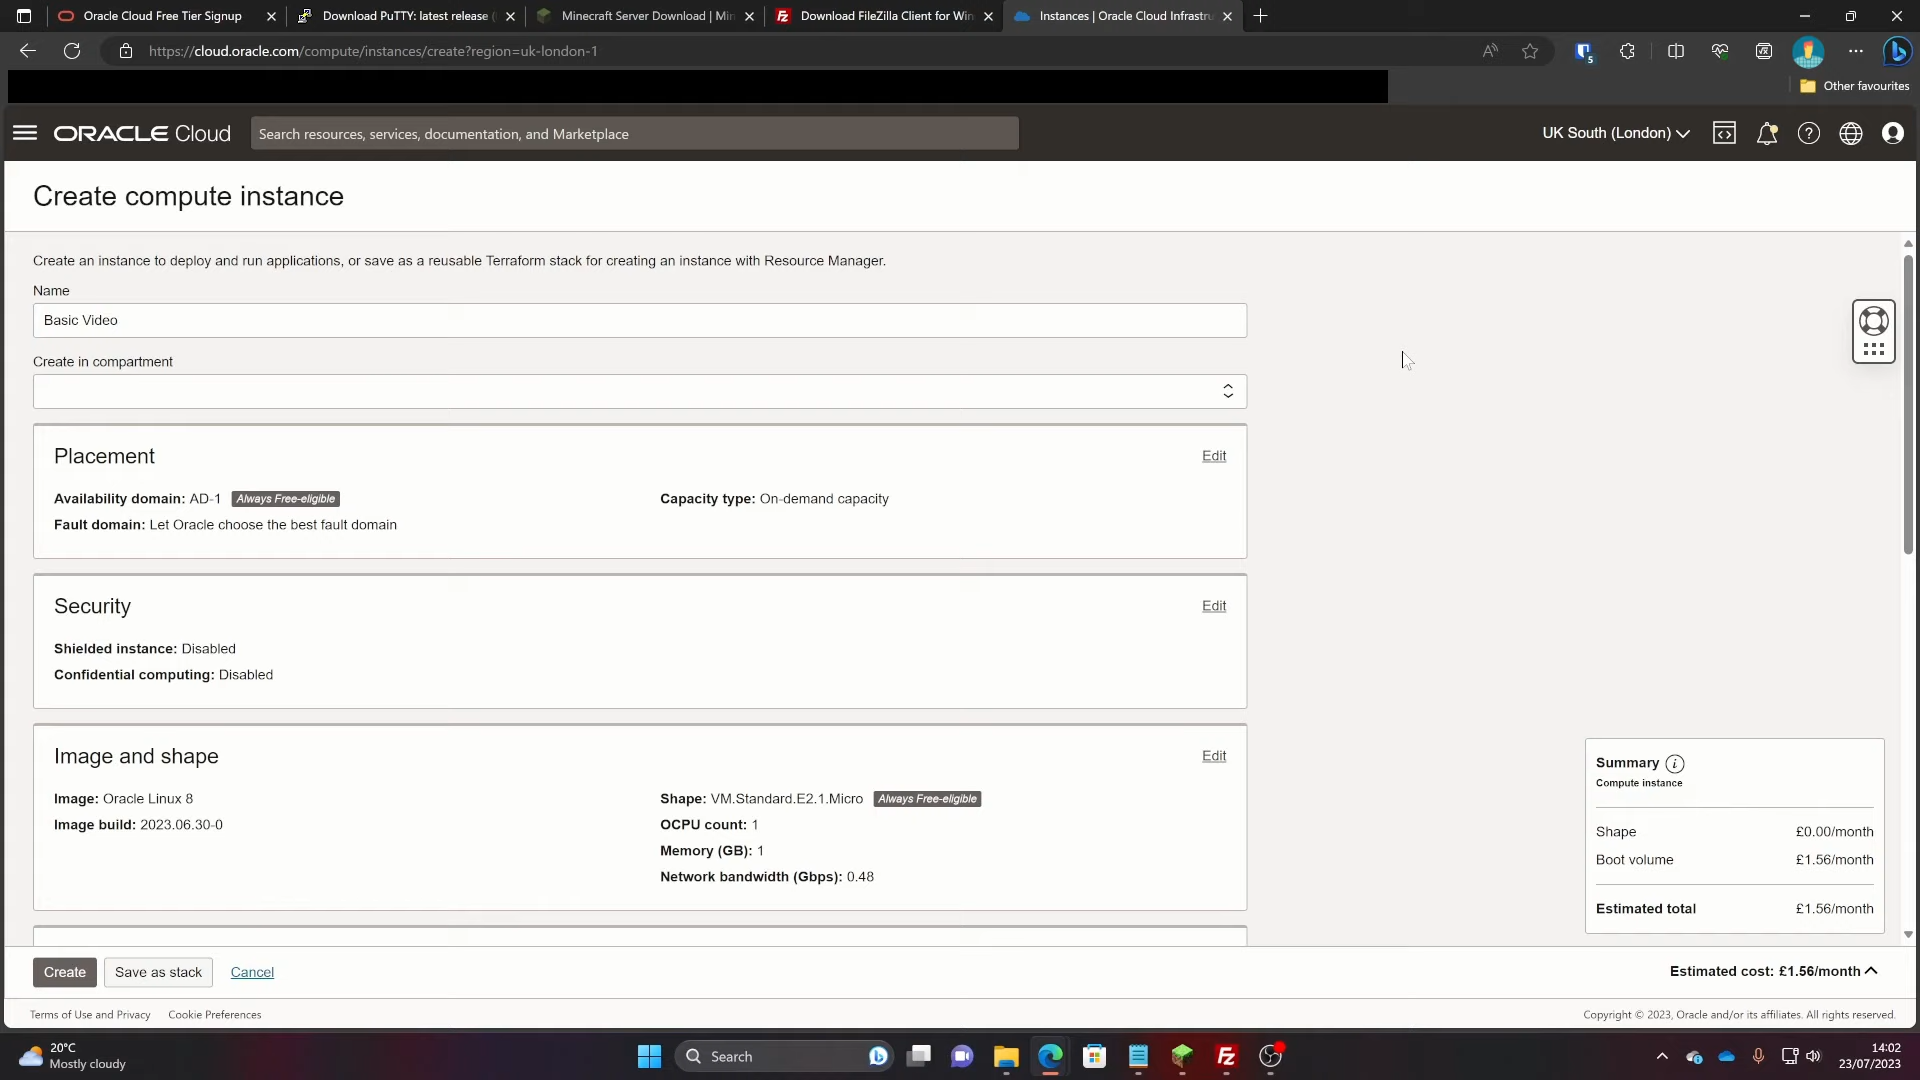 Oracle Cloud Free Tier Signup
Download PuTTY: latest release (
Minecraft Server Download | Min
Download FileZilla Client for Win
Instances | Oracle Cloud Infrastru
https://cloud.oracle.com/compute/instances/create?region=uk-london-1
Other favourites
ORACLE Cloud
Search resources, services, documentation, and Marketplace
UK South (London)
Create compute instance
Create an instance to deploy and run applications, or save as a reusable Terraform stack for creating an instance with Resource Manager.
Name
Basic Video
Create in compartment
Placement
Edit
Availability domain: AD-1 Always Free-eligible
Capacity type: On-demand capacity
Fault domain: Let Oracle choose the best fault domain
Security
Edit
Shielded instance: Disabled
Confidential computing: Disabled
Image and shape
Edit
Image: Oracle Linux 8
Image build: 2023.06.30-0
Shape: VM.Standard.E2.1.Micro Always Free-eligible
OCPU count: 1
Memory (GB): 1
Network bandwidth (Gbps): 0.48
Summary
Compute instance
Shape £0.00/month
Boot volume £1.56/month
Estimated total £1.56/month
Create
Save as stack
Cancel
Estimated cost: £1.56/month
Terms of Use and Privacy
Cookie Preferences
Copyright © 2023, Oracle and/or its affiliates. All rights reserved.
20°C
Mostly cloudy
Search
14:02
23/07/2023